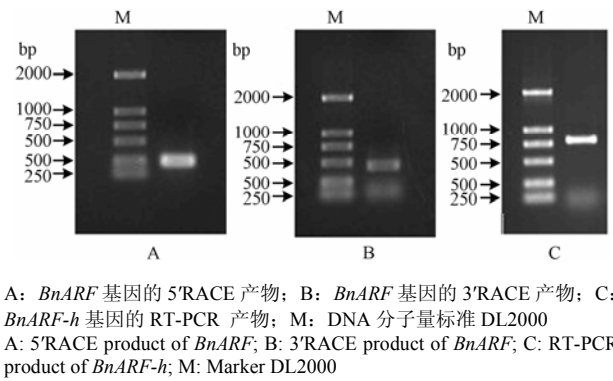 M M M
bp bp bp
2000
1000
750
500
500
250
2000
1000
750
500
500
250
2000
1000
750
500
500
250
A B C
A：BnARF 基因的 5′RACE 产物；B：BnARF 基因的 3′RACE 产物；C：
BnARF-h 基因的 RT-PCR 产物；M：DNA 分子量标准 DL2000
A: 5′RACE product of BnARF; B: 3′RACE product of BnARF; C: RT-PCR
product of BnARF-h; M: Marker DL2000